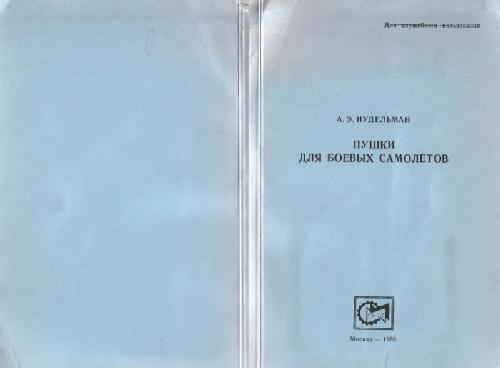 Для служебного пользования
А. Э. НУДЕЛЬМАН
ПУШКИ
ДЛЯ БОЕВЫХ САМОЛЕТОВ
Москва —